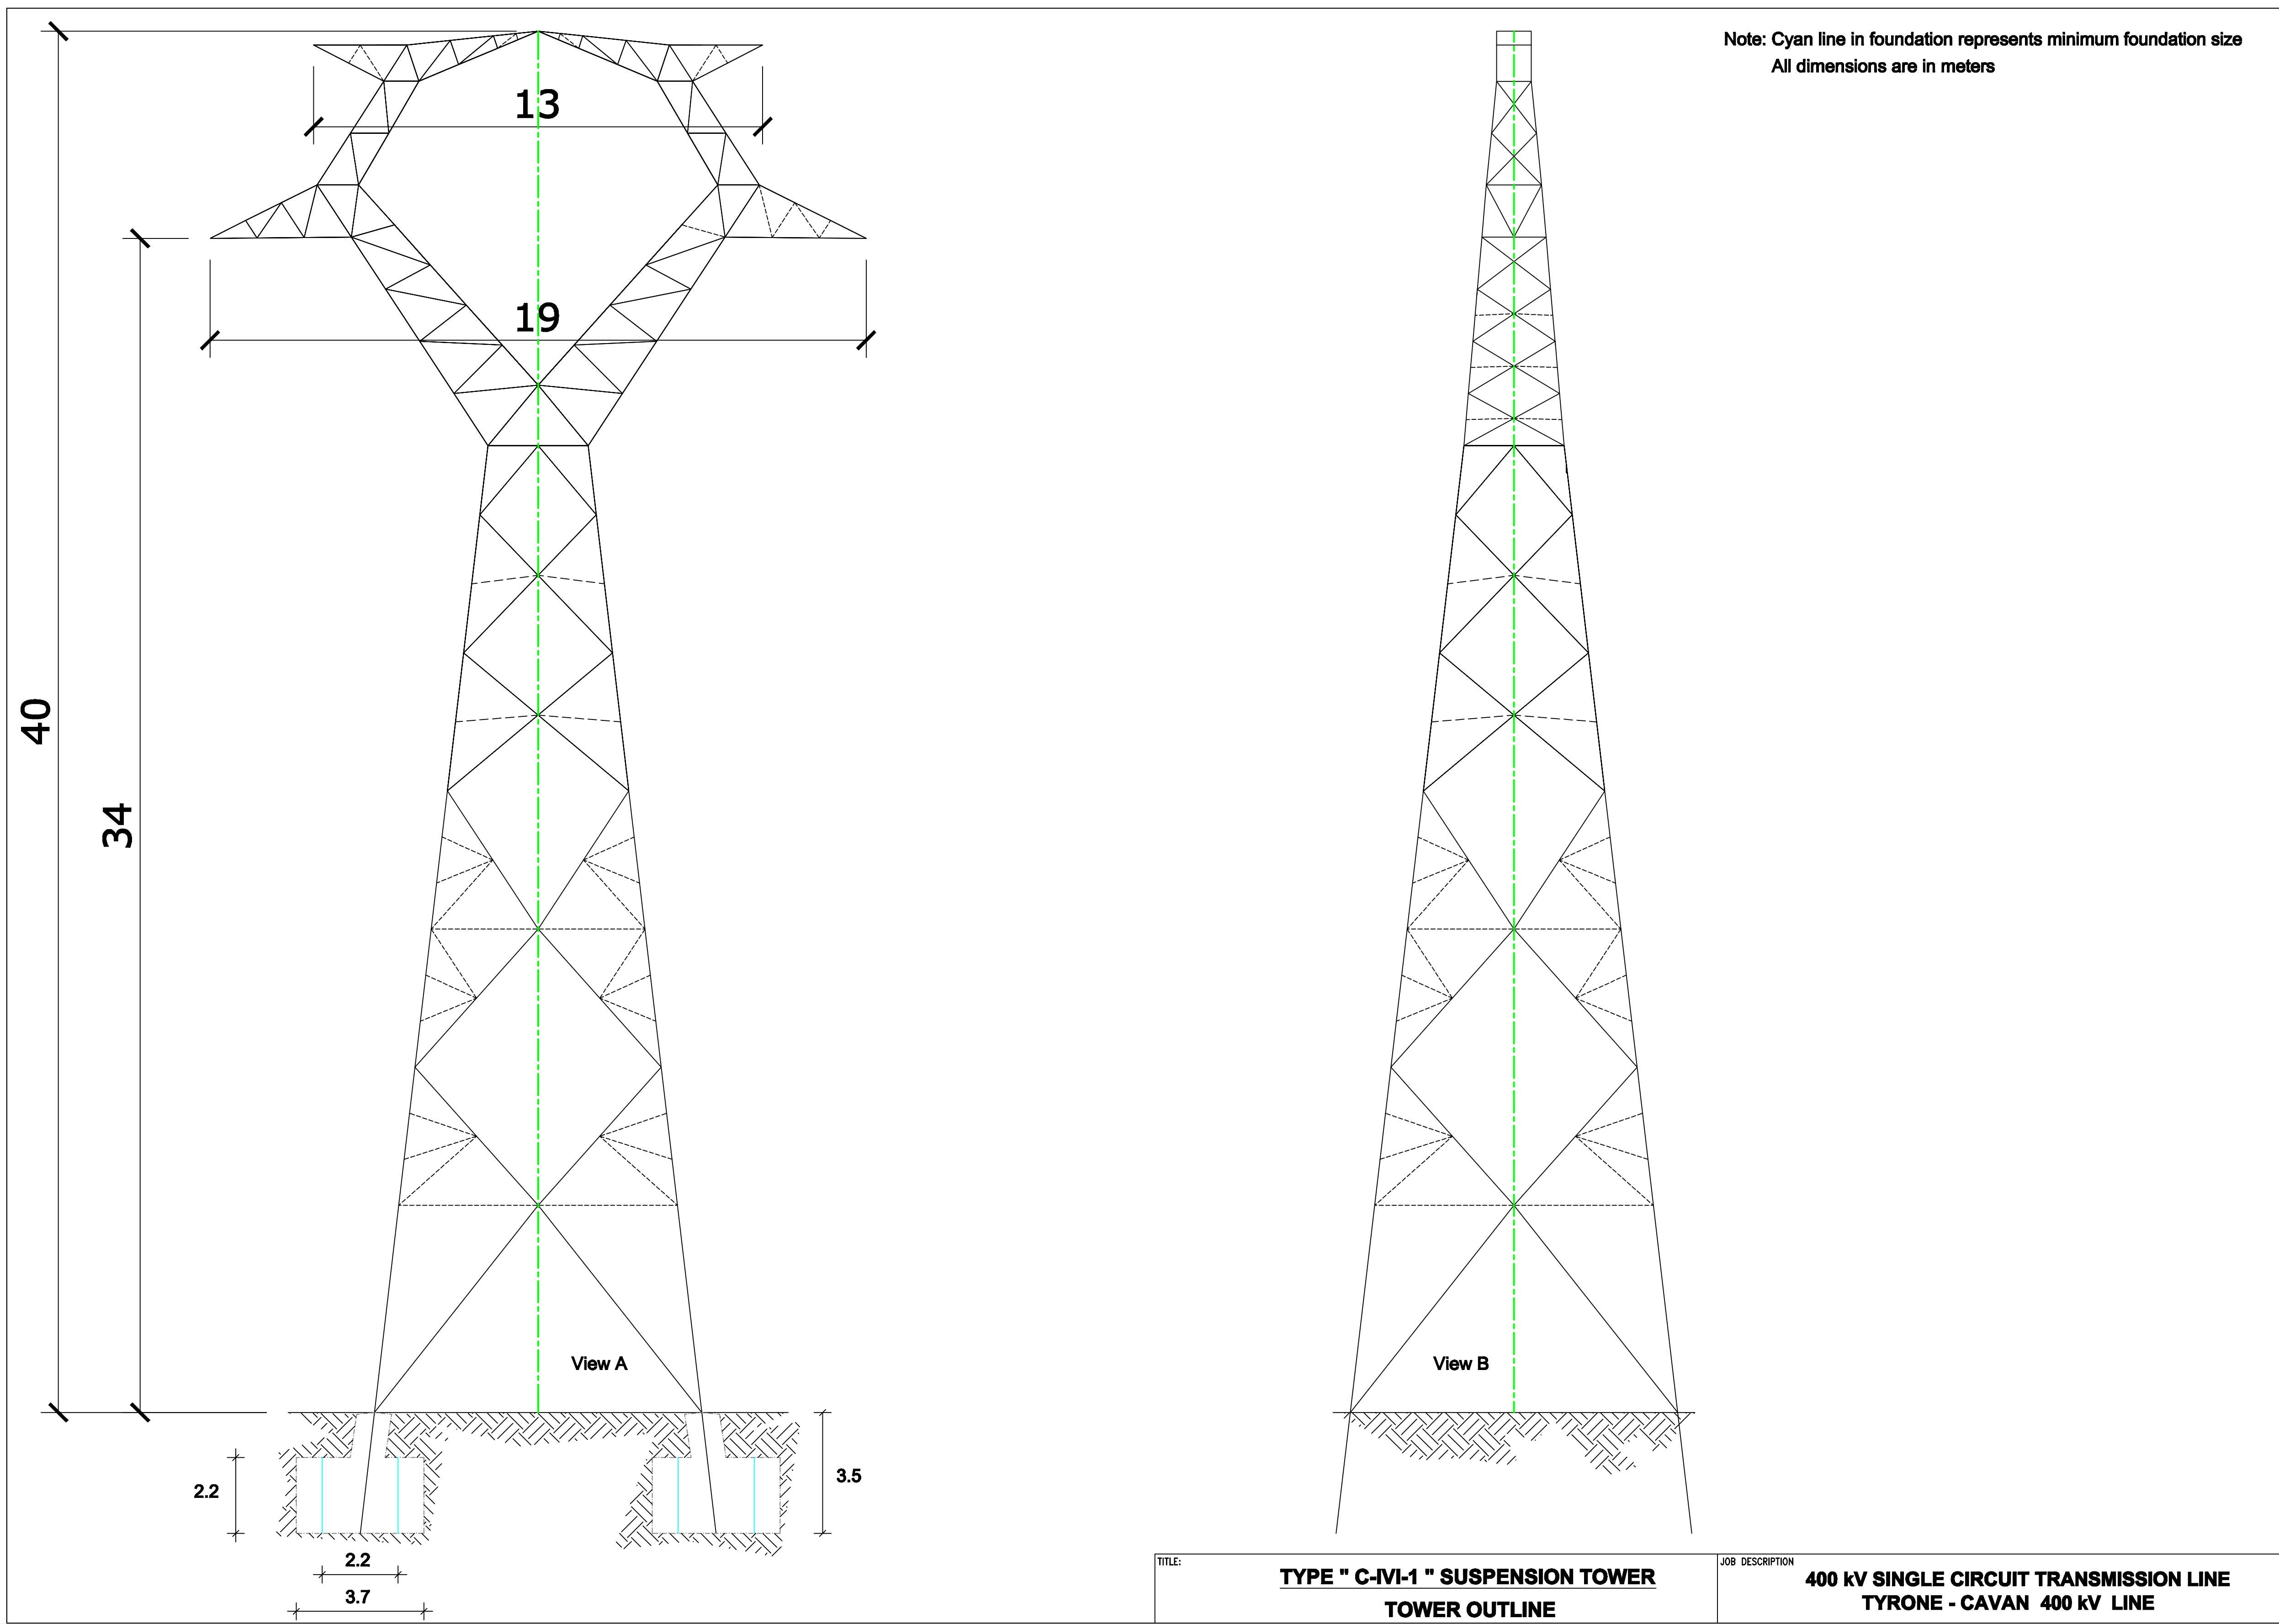 Note: Cyan line in foundation represents minimum foundation size
All dimensions are in meters
13
19
40
34
View A
View B
2.2
3.5
2.2
3.7
TITLE:
TYPE " C-IVI-1 " SUSPENSION TOWER
TOWER OUTLINE
JOB DESCRIPTION
400 kV SINGLE CIRCUIT TRANSMISSION LINE
TYRONE - CAVAN 400 kV LINE